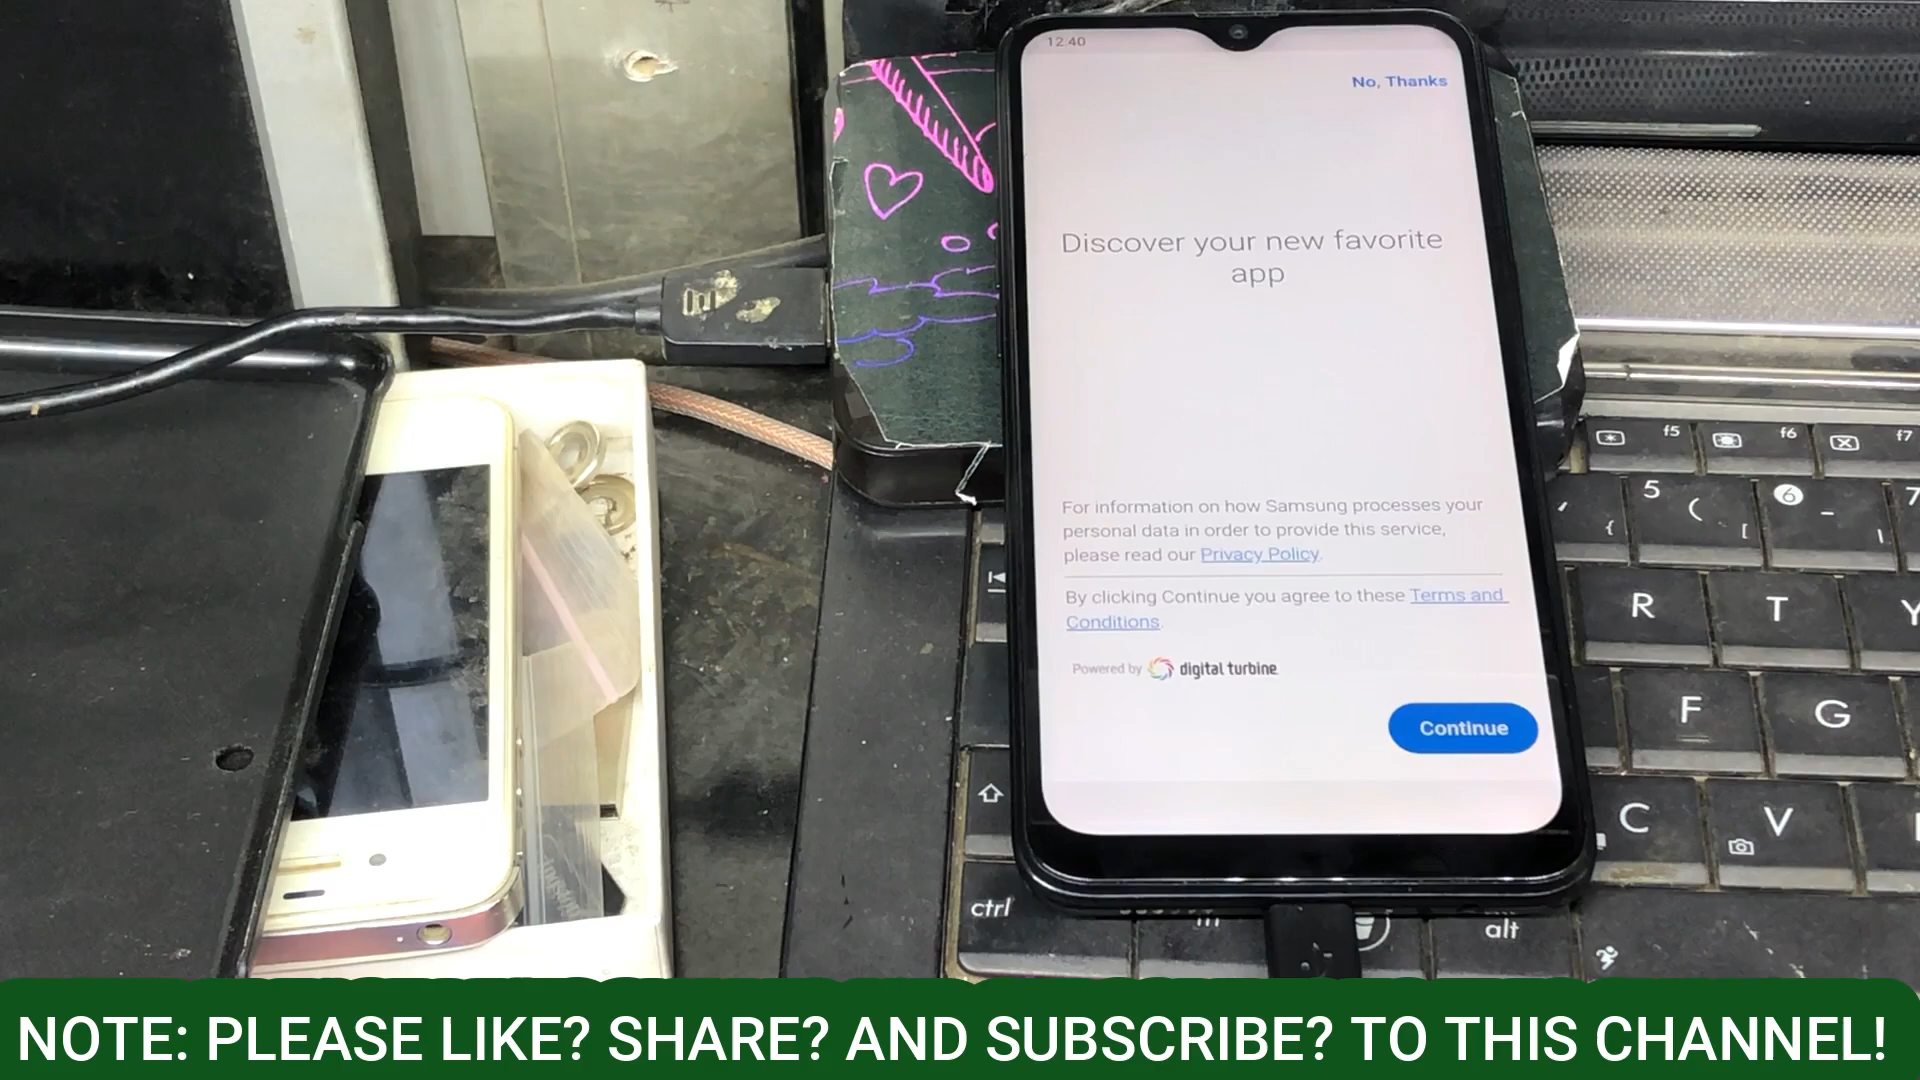 12:40
No, Thanks
Discover your new favorite
app
For information on how Samsung processes your
personal data in order to provide this service,
please read our Privacy Policy.
By clicking Continue you agree to these Terms and
Conditions.
Powered by digital turbine
Continue
f5
f6
f7
5
(
{
[
6
-
|
7
R
T
Y
F
G
C
V
ctrl
alt
NOTE: PLEASE LIKE? SHARE? AND SUBSCRIBE? TO THIS CHANNEL!